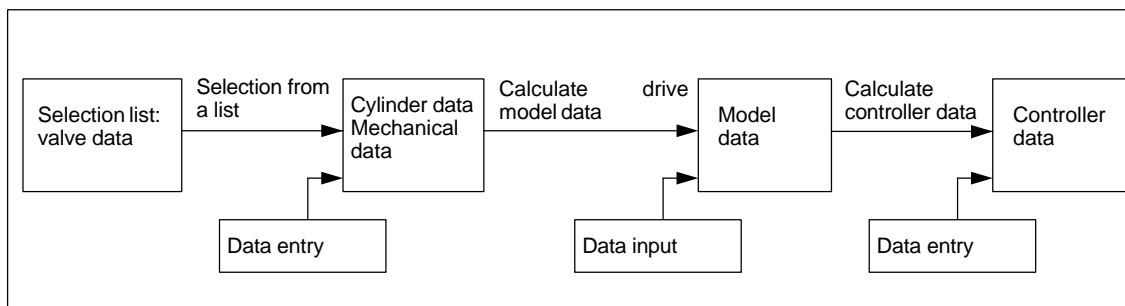 Selection list:
valve data
Selection from
a list
Cylinder data
Mechanical
data
Calculate drive
model data
Model
data
Calculate
controller data
Controller
data
Data entry
Data input
Data entry